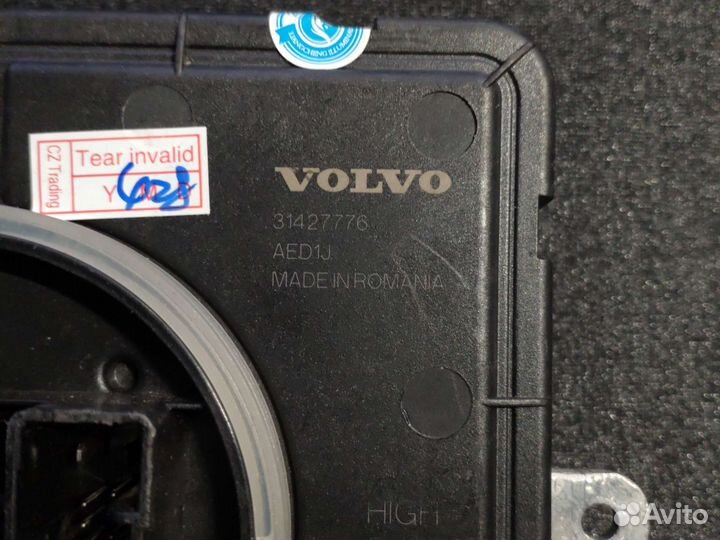 CZ Trading
Tear invalid
Y M
VOLVO
31427776
AED1J
MADE IN ROMANIA
HIGH
Avito